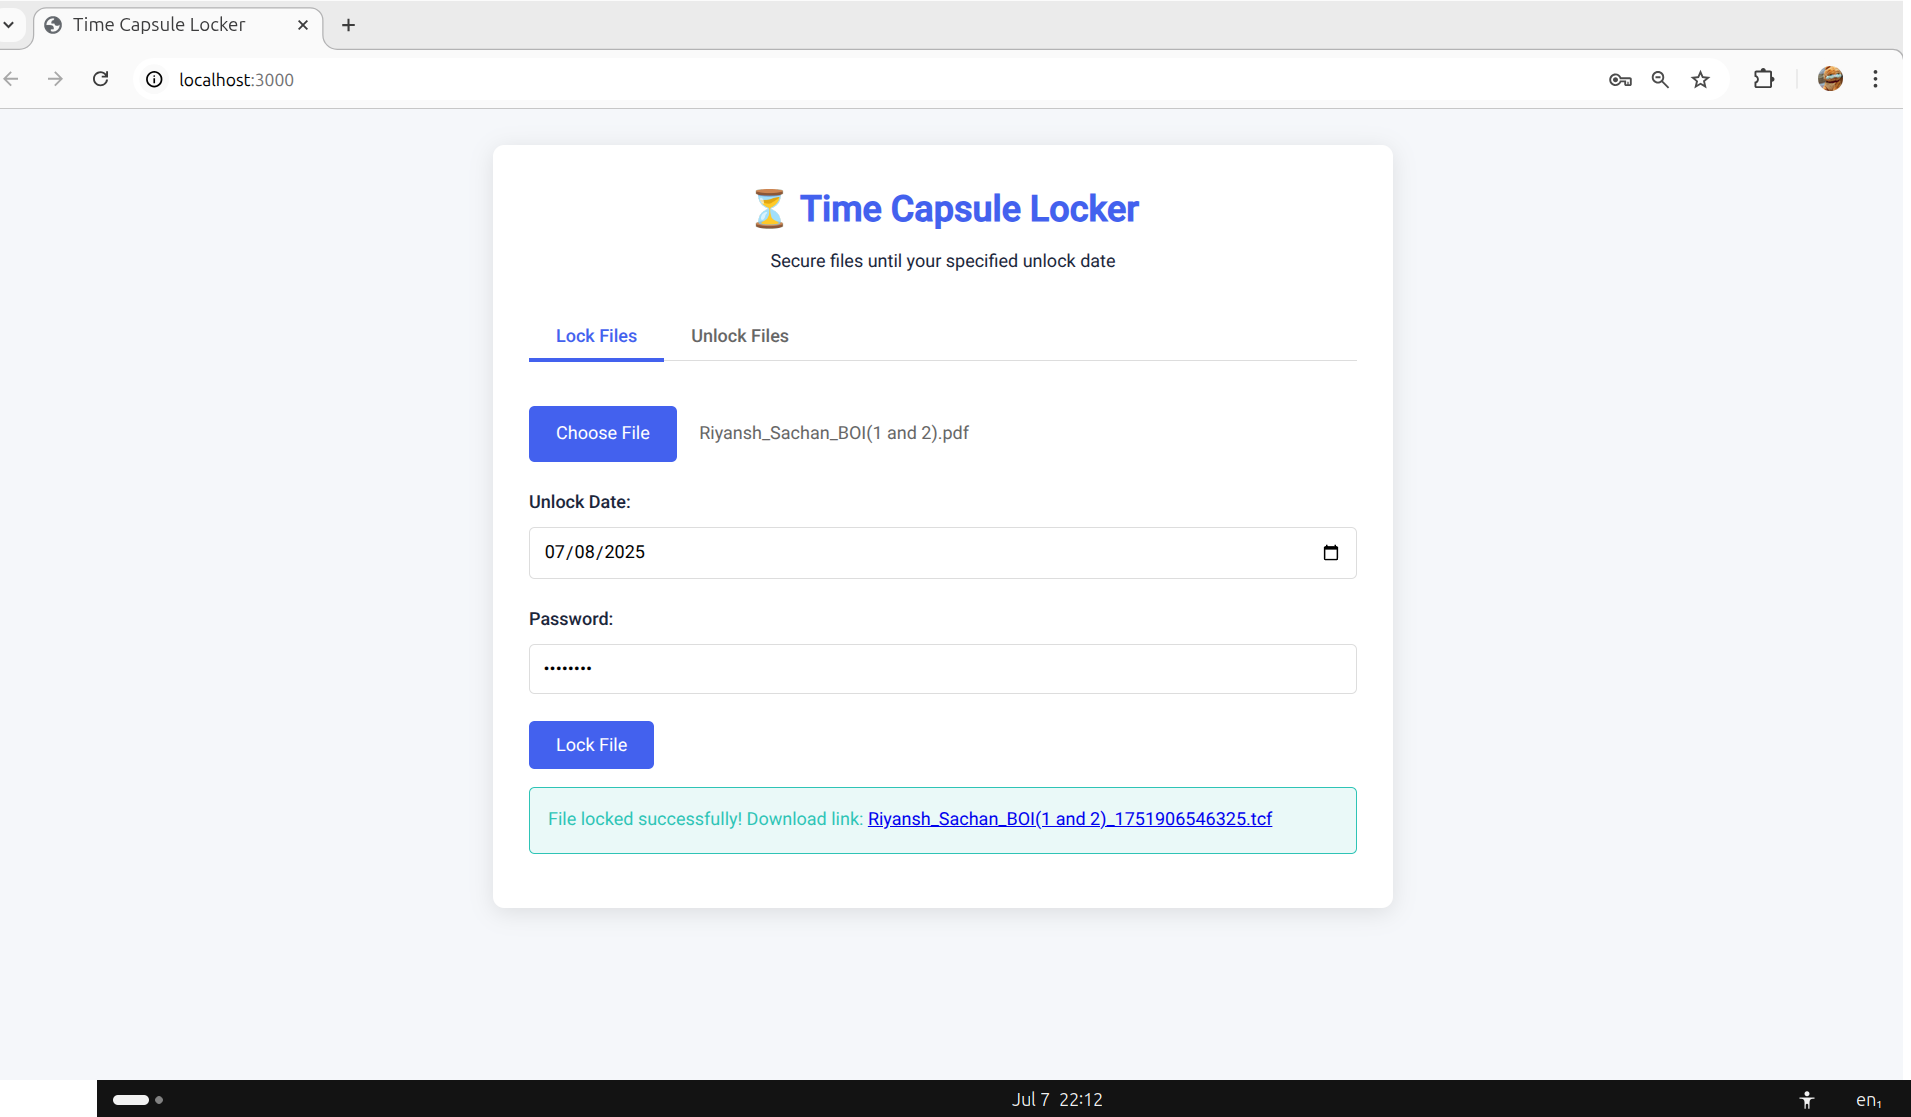 Time Capsule Locker
localhost:3000
⏳ Time Capsule Locker
Secure files until your specified unlock date
Lock Files Unlock Files
Choose File Riyansh_Sachan_BOI(1 and 2).pdf
Unlock Date:
07/08/2025
Password:
••••••••
Lock File
File locked successfully! Download link: Riyansh_Sachan_BOI(1 and 2)_1751906546325.tcf
Jul 7 22:12
en₁